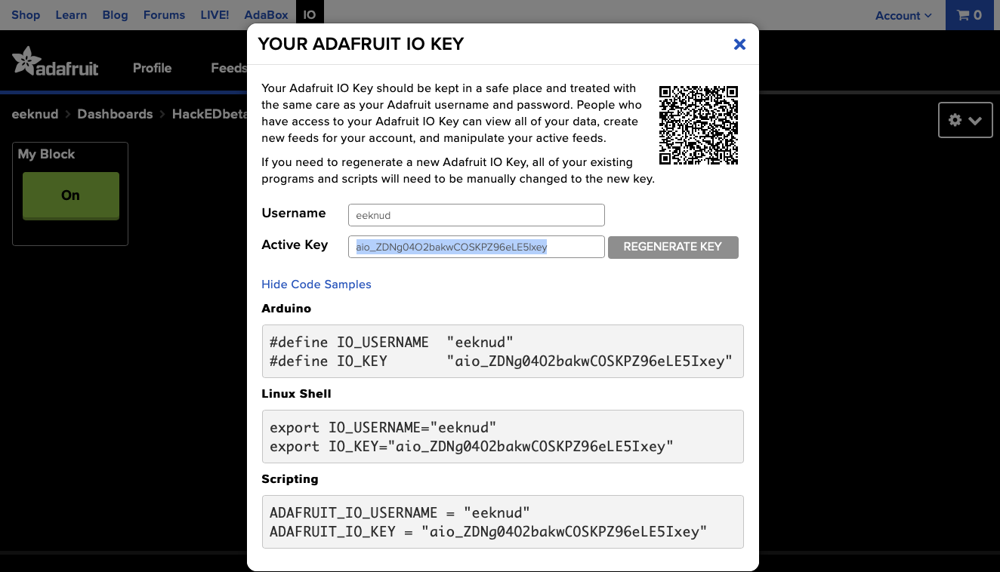 Shop Learn Blog Forums LIVE! AdaBox IO Account 0
adafruit Profile Feeds
eeknud > Dashboards > HackEDbeta
My Block
On
YOUR ADAFRUIT IO KEY
Your Adafruit IO Key should be kept in a safe place and treated with
the same care as your Adafruit username and password. People who
have access to your Adafruit IO Key can view all of your data, create
new feeds for your account, and manipulate your active feeds.
If you need to regenerate a new Adafruit IO Key, all of your existing
programs and scripts will need to be manually changed to the new key.
Username eeknud
Active Key aio_ZDNg04O2bakwCOSKPZ96eLE5Ixey REGENERATE KEY
Hide Code Samples
Arduino
#define IO_USERNAME  "eeknud"
#define IO_KEY       "aio_ZDNg04O2bakwCOSKPZ96eLE5Ixey"
Linux Shell
export IO_USERNAME="eeknud"
export IO_KEY="aio_ZDNg04O2bakwCOSKPZ96eLE5Ixey"
Scripting
ADAFRUIT_IO_USERNAME = "eeknud"
ADAFRUIT_IO_KEY = "aio_ZDNg04O2bakwCOSKPZ96eLE5Ixey"